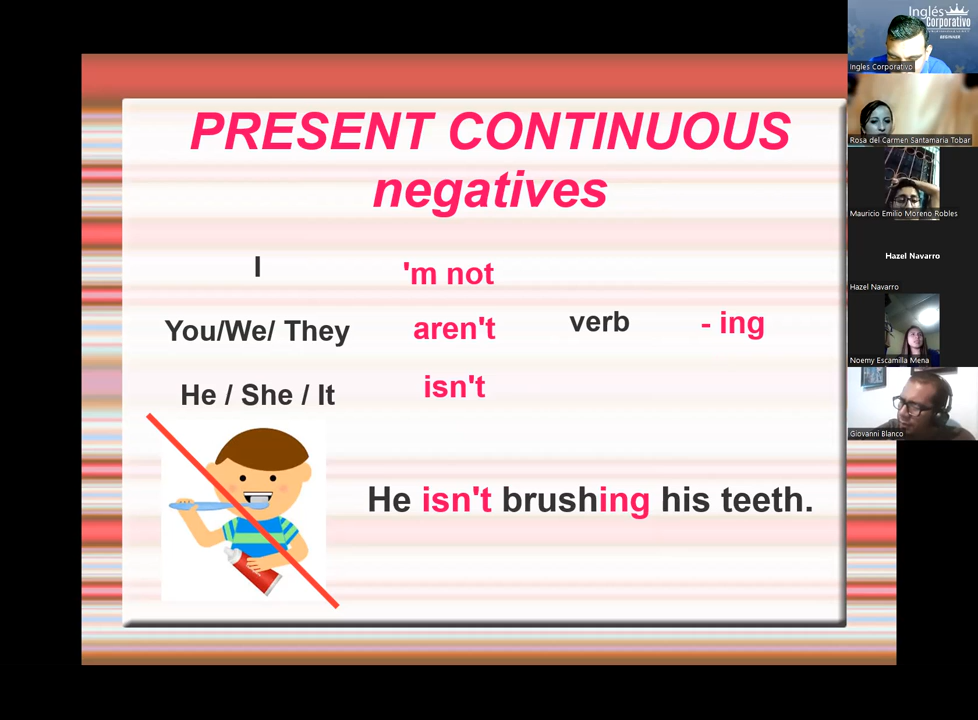 PRESENT CONTINUOUS
negatives
I
'm not
You/We/ They
aren't
verb
- ing
He / She / It
isn't
He isn't brushing his teeth.
Inglés
Corporativo
BEGINNER
Ingles Corporativo
Rosa del Carmen Santamaria Tobar
Mauricio Emilio Moreno Robles
Hazel Navarro
Hazel Navarro
Noemy Escamilla Mena
Giovanni Blanco